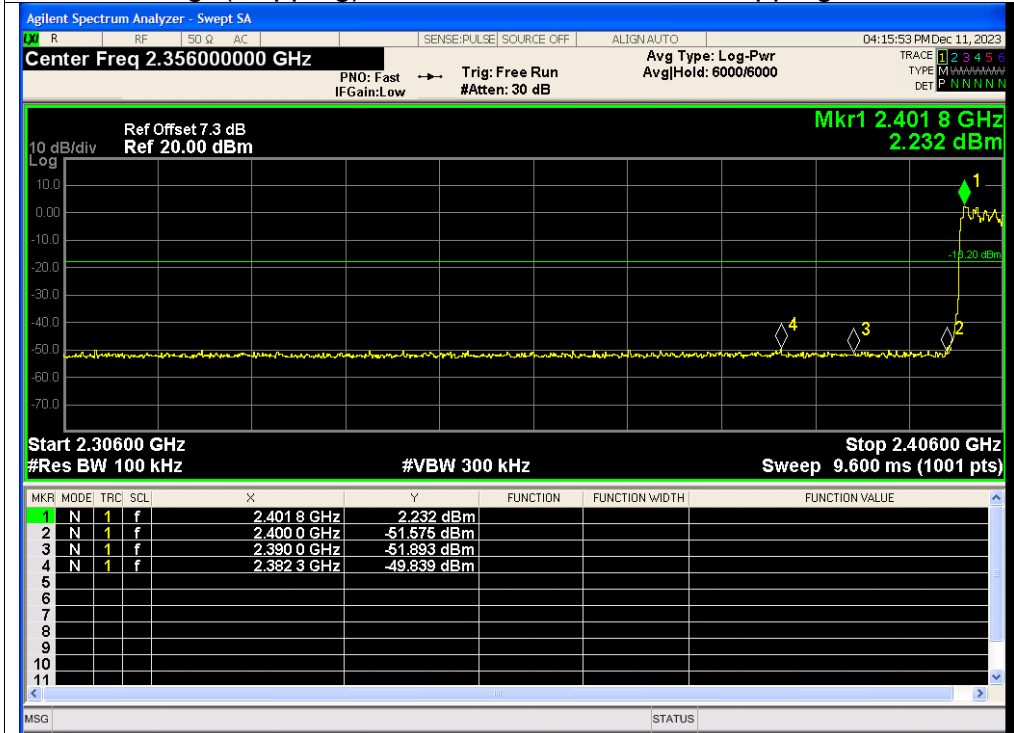 Agilent Spectrum Analyzer - Swept SA
LXI R RF 50 Ω AC SENSE:PULSE SOURCE OFF ALIGN AUTO 04:15:53 PM Dec 11, 2023
Center Freq 2.356000000 GHz Avg Type: Log-Pwr TRACE 1 2 3 4 5 6
PNO: Fast Trig: Free Run Avg|Hold: 6000/6000 TYPE M WWWWW
IFGain:Low #Atten: 30 dB DET P N N N N N
Ref Offset 7.3 dB Mkr1 2.401 8 GHz
10 dB/div Ref 20.00 dBm 2.232 dBm
Log
10.0
0.00
-10.0
-20.0
-30.0
-40.0
-50.0
-60.0
-70.0
1
4
3
2
Start 2.30600 GHz Stop 2.40600 GHz
#Res BW 100 kHz #VBW 300 kHz Sweep 9.600 ms (1001 pts)
MKR MODE TRC SCL X Y FUNCTION FUNCTION WIDTH FUNCTION VALUE
1 N 1 f 2.401 8 GHz 2.232 dBm
2 N 1 f 2.400 0 GHz -51.575 dBm
3 N 1 f 2.390 0 GHz -51.893 dBm
4 N 1 f 2.382 3 GHz -49.839 dBm
5
6
7
8
9
10
11
MSG STATUS